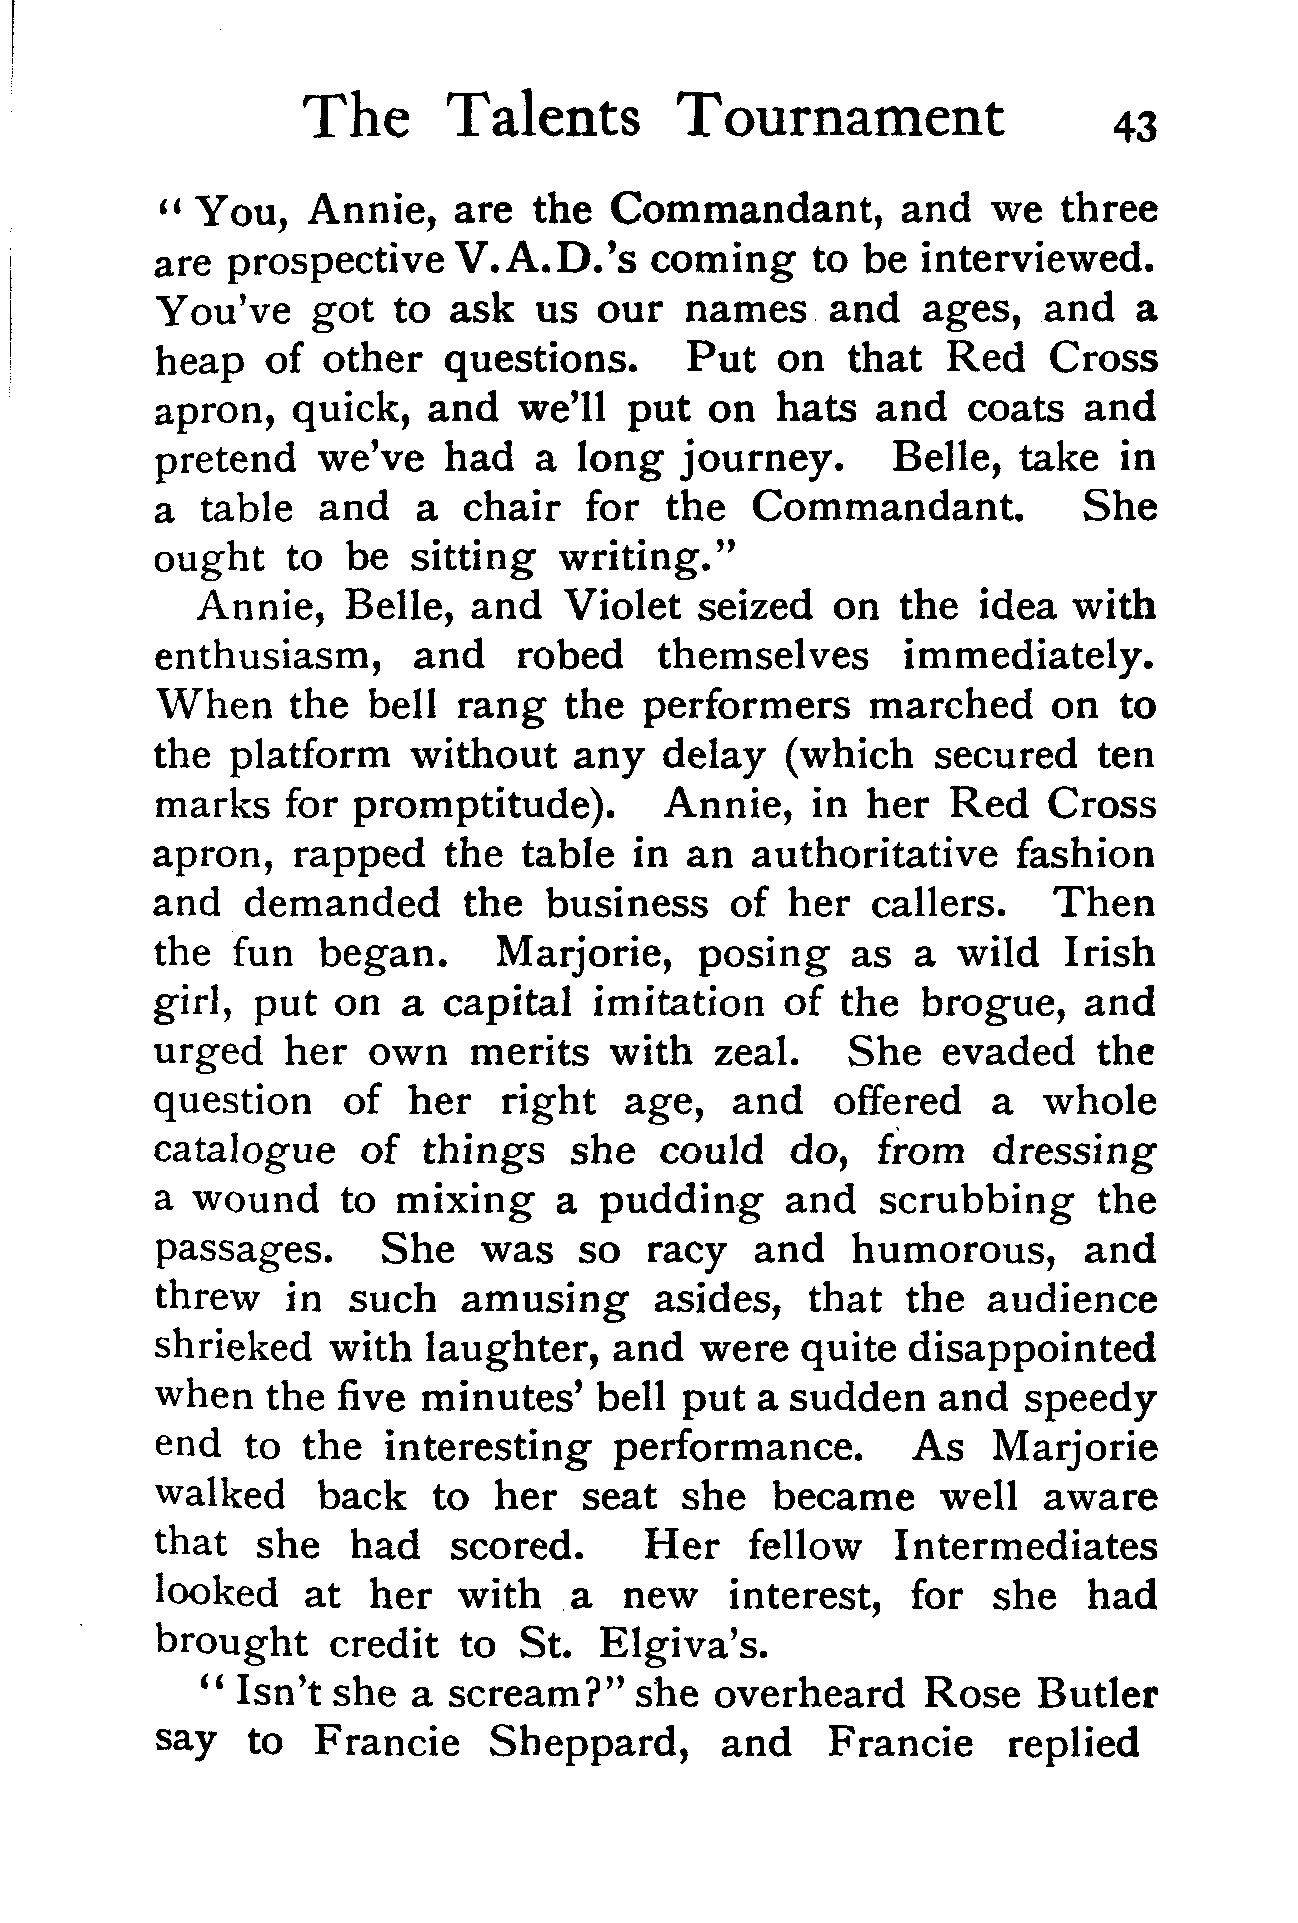 The Talents Tournament 43
“ You, Annie, are the Commandant, and we three
are prospective V.A.D.’s coming to be interviewed.
You’ve got to ask us our names and ages, and a
heap of other questions. Put on that Red Cross
apron, quick, and we’ll put on hats and coats and
pretend we’ve had a long journey. Belle, take in
a table and a chair for the Commandant. She
ought to be sitting writing.”
Annie, Belle, and Violet seized on the idea with
enthusiasm, and robed themselves immediately.
When the bell rang the performers marched on to
the platform without any delay (which secured ten
marks for promptitude). Annie, in her Red Cross
apron, rapped the table in an authoritative fashion
and demanded the business of her callers. Then
the fun began. Marjorie, posing as a wild Irish
girl, put on a capital imitation of the brogue, and
urged her own merits with zeal. She evaded the
question of her right age, and offered a whole
catalogue of things she could do, from dressing
a wound to mixing a pudding and scrubbing the
passages. She was so racy and humorous, and
threw in such amusing asides, that the audience
shrieked with laughter, and were quite disappointed
when the five minutes’ bell put a sudden and speedy
end to the interesting performance. As Marjorie
walked back to her seat she became well aware
that she had scored. Her fellow Intermediates
looked at her with a new interest, for she had
brought credit to St. Elgiva’s.
“ Isn’t she a scream?” she overheard Rose Butler
say to Francie Sheppard, and Francie replied